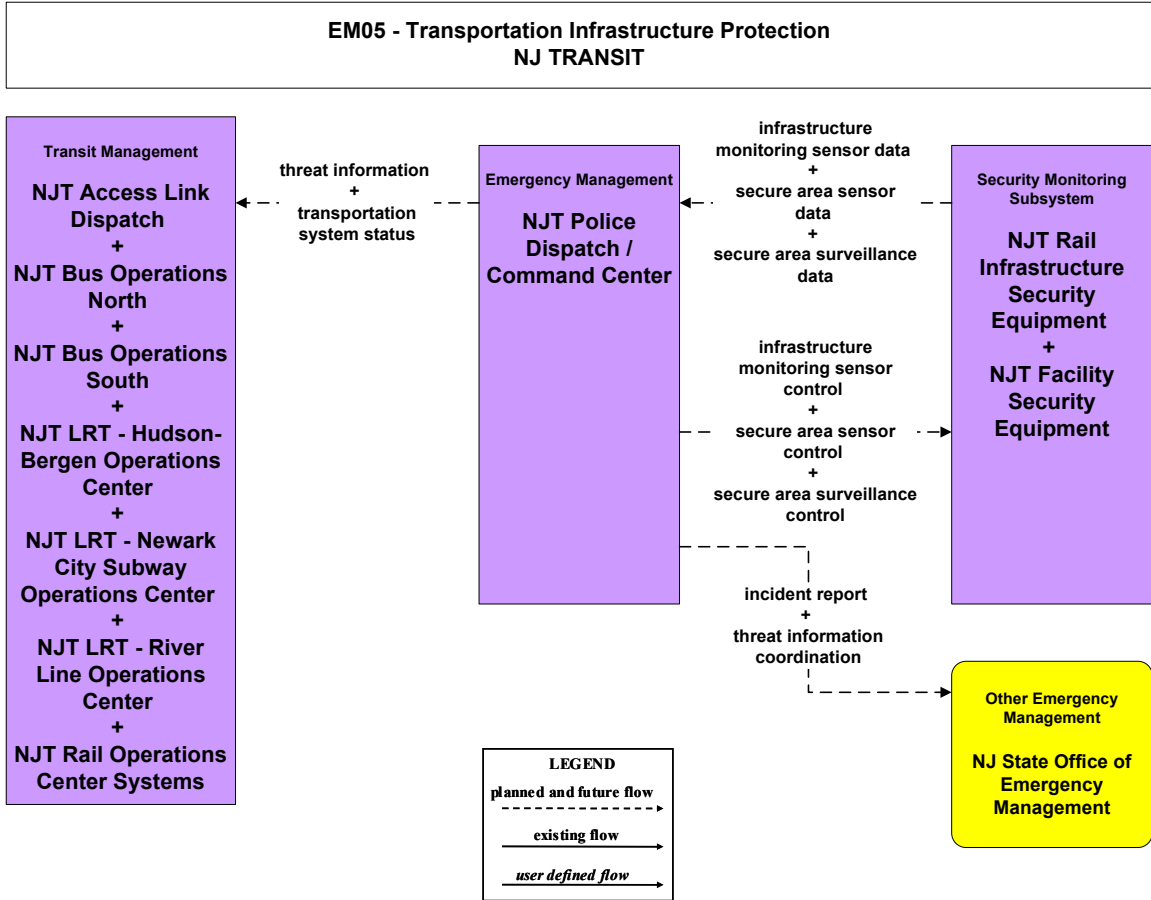 EM05 - Transportation Infrastructure Protection
NJ TRANSIT
Transit Management
NJT Access Link
Dispatch
+
NJT Bus Operations
North
+
NJT Bus Operations
South
+
NJT LRT - Hudson-
Bergen Operations
Center
+
NJT LRT - Newark
City Subway
Operations Center
+
NJT LRT - River
Line Operations
Center
+
NJT Rail Operations
Center Systems
threat information
+
transportation
system status
Emergency Management
NJT Police
Dispatch /
Command Center
infrastructure
monitoring sensor data
+
secure area sensor
data
+
secure area surveillance
data
infrastructure
monitoring sensor
control
+
secure area sensor
control
+
secure area surveillance
control
incident report
+
threat information
coordination
Security Monitoring
Subsystem
NJT Rail
Infrastructure
Security
Equipment
+
NJT Facility
Security
Equipment
Other Emergency
Management
NJ State Office of
Emergency
Management
LEGEND
planned and future flow
existing flow
user defined flow